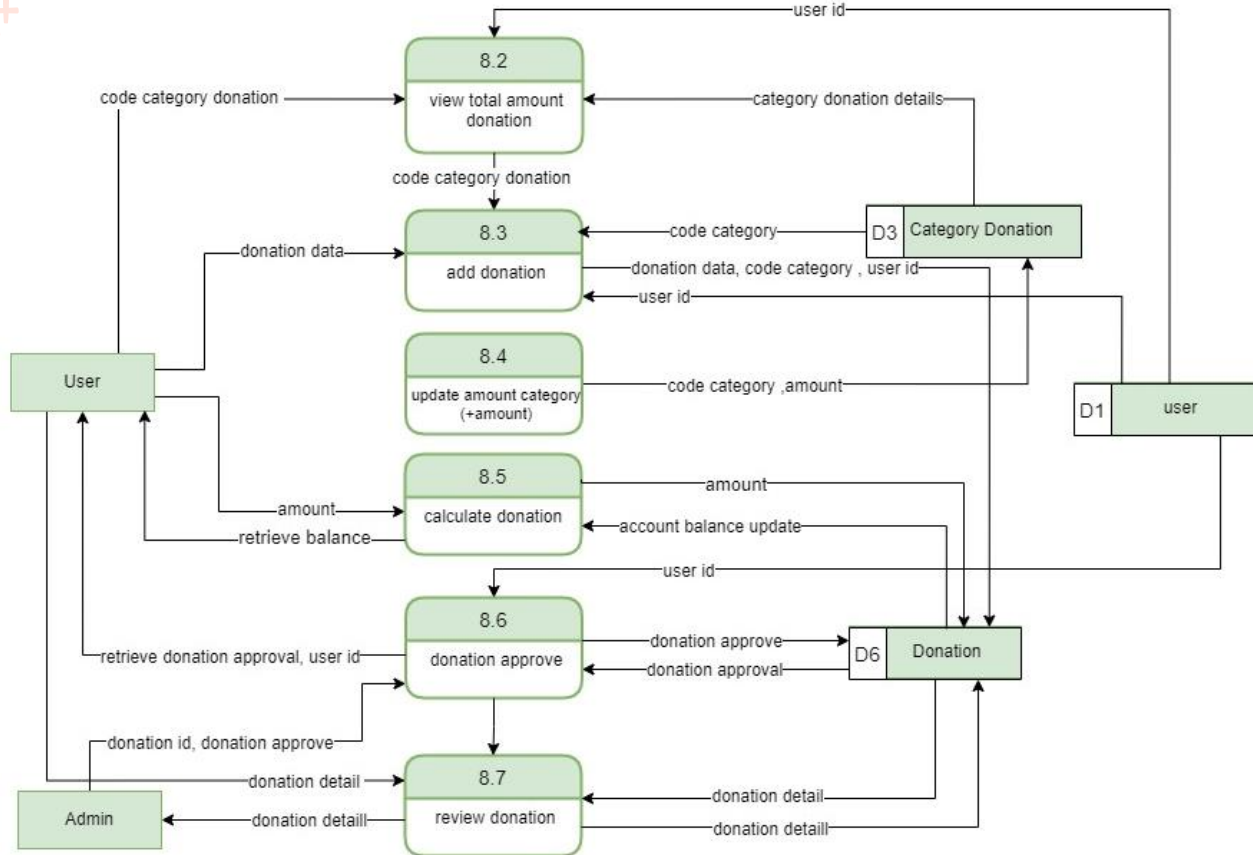 user id
8.2
view total amount
donation
code category donation
category donation details
code category donation
8.3
add donation
donation data
code category
D3
Category Donation
donation data, code category , user id
user id
8.4
update amount category
(+amount)
code category ,amount
User
D1
user
8.5
calculate donation
amount
amount
retrieve balance
account balance update
user id
8.6
donation approve
retrieve donation approval, user id
donation approve
donation approval
D6
Donation
donation id, donation approve
8.7
review donation
donation detail
donation detaill
donation detail
donation detaill
Admin